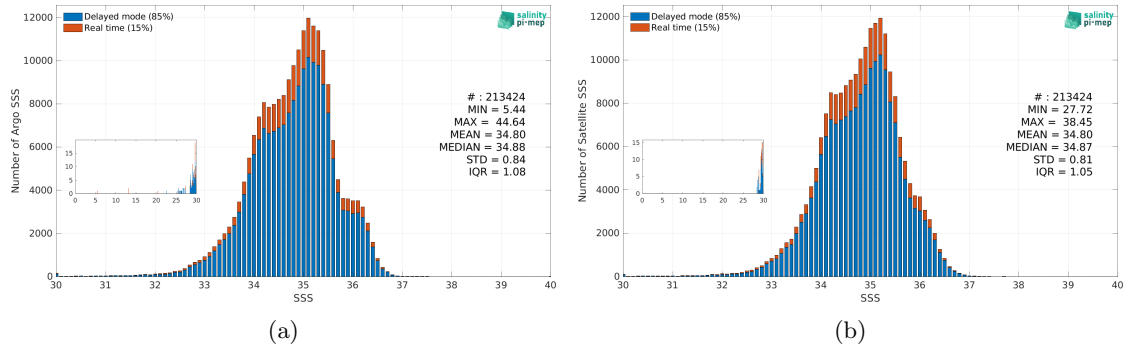 Delayed mode (85%)
Real time (15%)
salinity
pi-mep
12000
10000
8000
6000
4000
2000
0
Number of Argo SSS
# : 213424
MIN = 5.44
MAX = 44.64
MEAN = 34.80
MEDIAN = 34.88
STD = 0.84
IQR = 1.08
15
10
5
0
0 5 10 15 20 25 30
30 31 32 33 34 35 36 37 38 39 40
SSS
(a)
Delayed mode (85%)
Real time (15%)
salinity
pi-mep
12000
10000
8000
6000
4000
2000
0
Number of Satellite SSS
# : 213424
MIN = 27.72
MAX = 38.45
MEAN = 34.80
MEDIAN = 34.87
STD = 0.81
IQR = 1.05
15
10
5
0
0 5 10 15 20 25 30
30 31 32 33 34 35 36 37 38 39 40
SSS
(b)